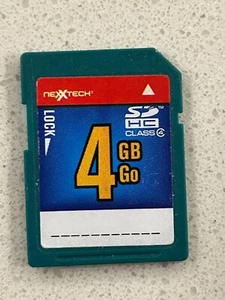 NEXXTECH
SD HC
CLASS 4
LOCK
4 GB Go